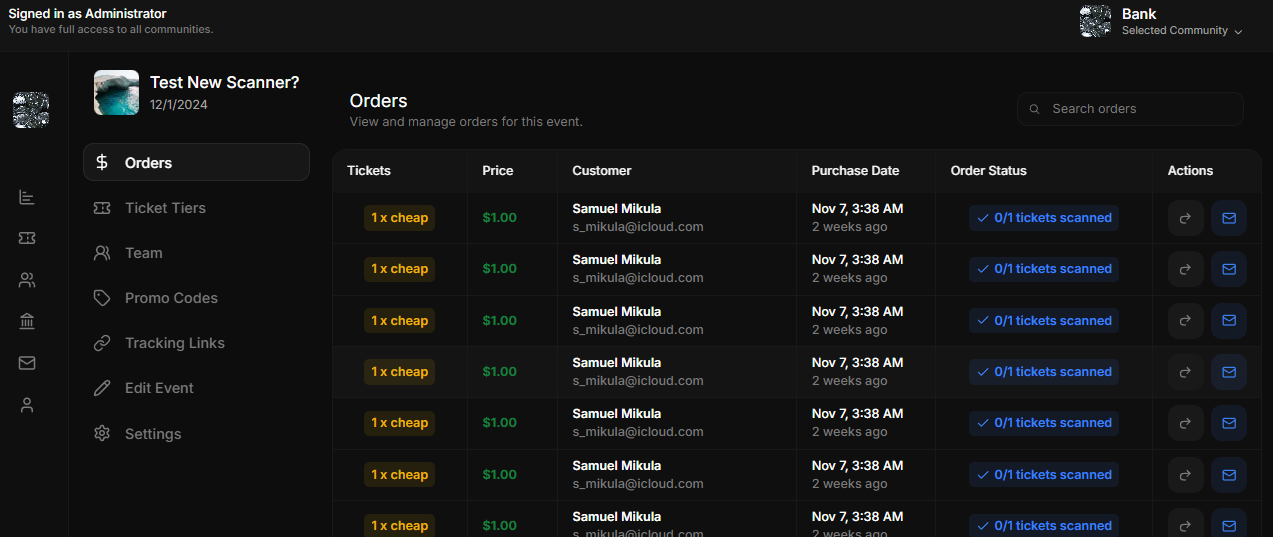 Signed in as Administrator
You have full access to all communities.
Bank
Selected Community
Test New Scanner?
12/1/2024
Orders
Ticket Tiers
Team
Promo Codes
Tracking Links
Edit Event
Settings
Orders
View and manage orders for this event.
Search orders
Tickets Price Customer Purchase Date Order Status Actions
1 x cheap $1.00 Samuel Mikula Nov 7, 3:38 AM 0/1 tickets scanned
s_mikula@icloud.com 2 weeks ago
1 x cheap $1.00 Samuel Mikula Nov 7, 3:38 AM 0/1 tickets scanned
s_mikula@icloud.com 2 weeks ago
1 x cheap $1.00 Samuel Mikula Nov 7, 3:38 AM 0/1 tickets scanned
s_mikula@icloud.com 2 weeks ago
1 x cheap $1.00 Samuel Mikula Nov 7, 3:38 AM 0/1 tickets scanned
s_mikula@icloud.com 2 weeks ago
1 x cheap $1.00 Samuel Mikula Nov 7, 3:38 AM 0/1 tickets scanned
s_mikula@icloud.com 2 weeks ago
1 x cheap $1.00 Samuel Mikula Nov 7, 3:38 AM 0/1 tickets scanned
s_mikula@icloud.com 2 weeks ago
1 x cheap $1.00 Samuel Mikula Nov 7, 3:38 AM 0/1 tickets scanned
s_mikula@icloud.com 2 weeks ago